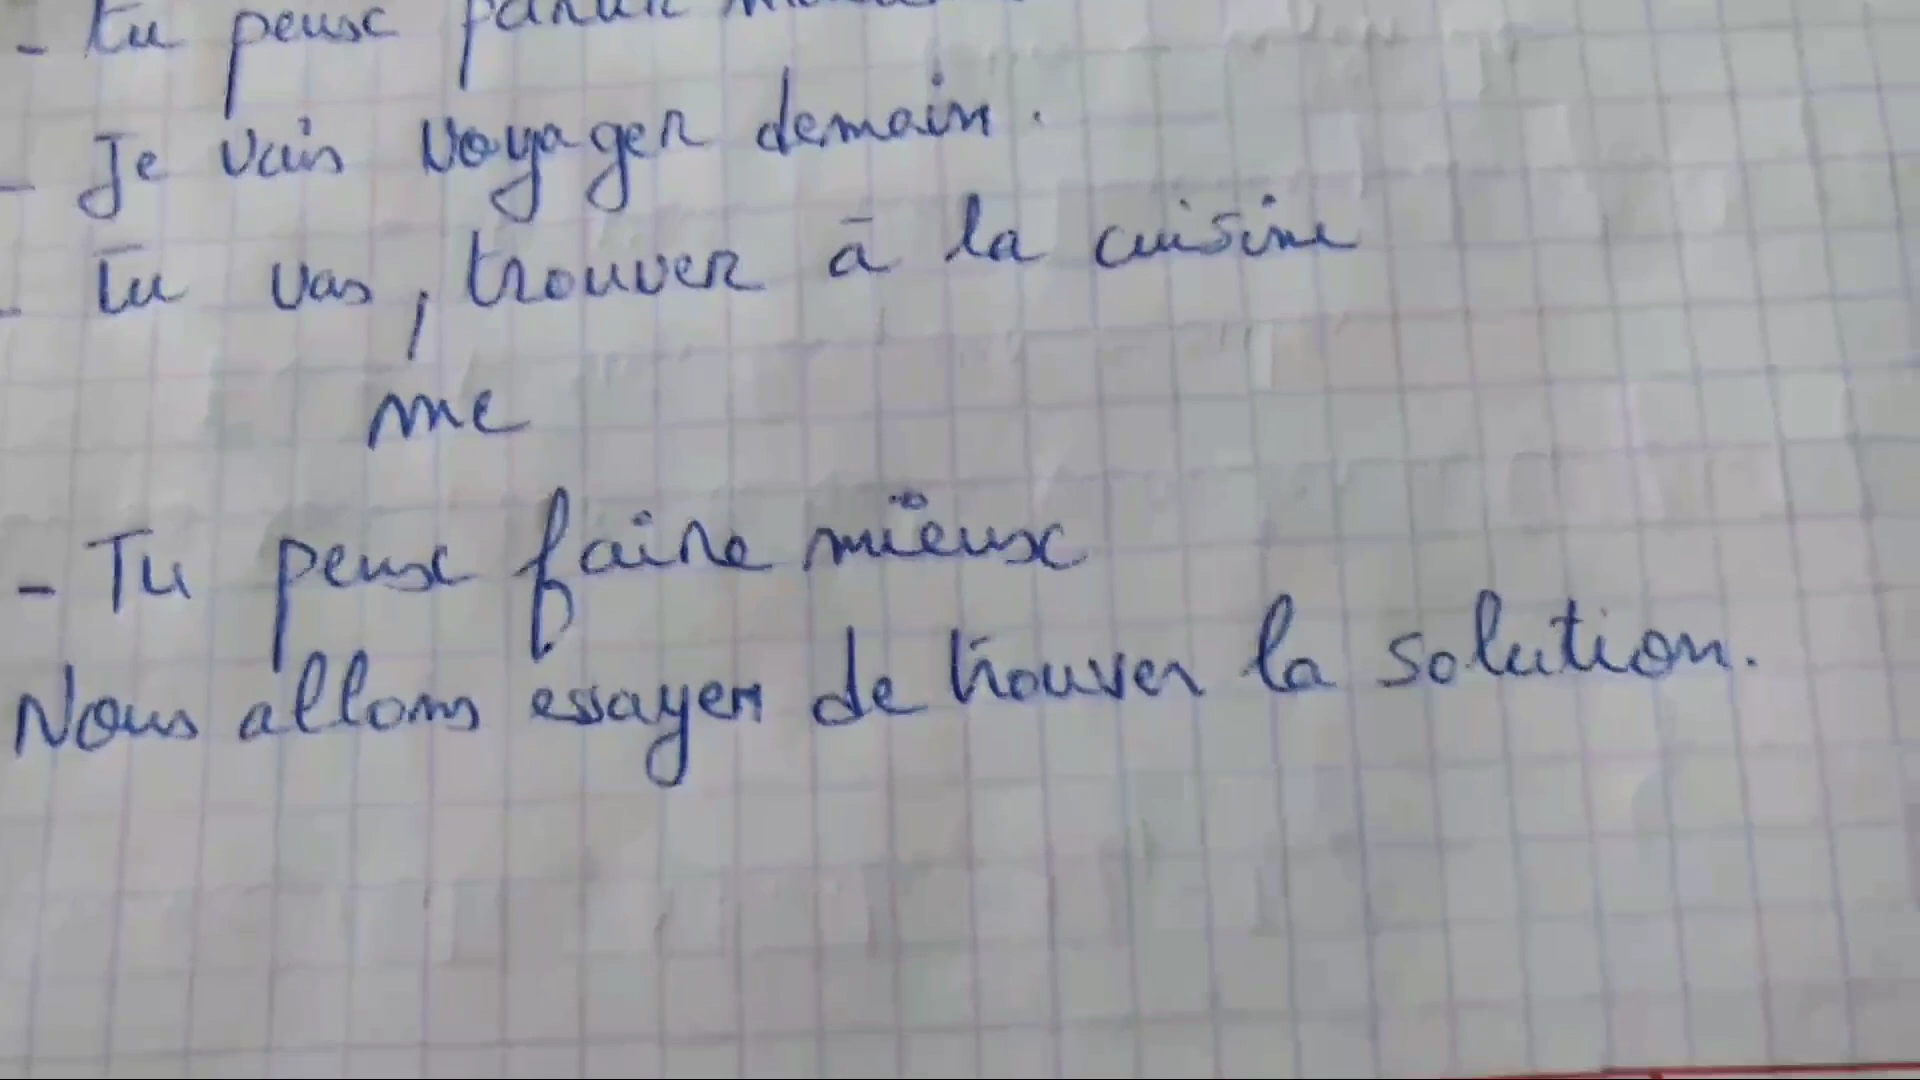 - tu peux partir
- Je vais voyager demain.
- tu vas, trouver à la cuisine
me
- Tu peux faire mieux
Nous allons essayer de trouver la solution.